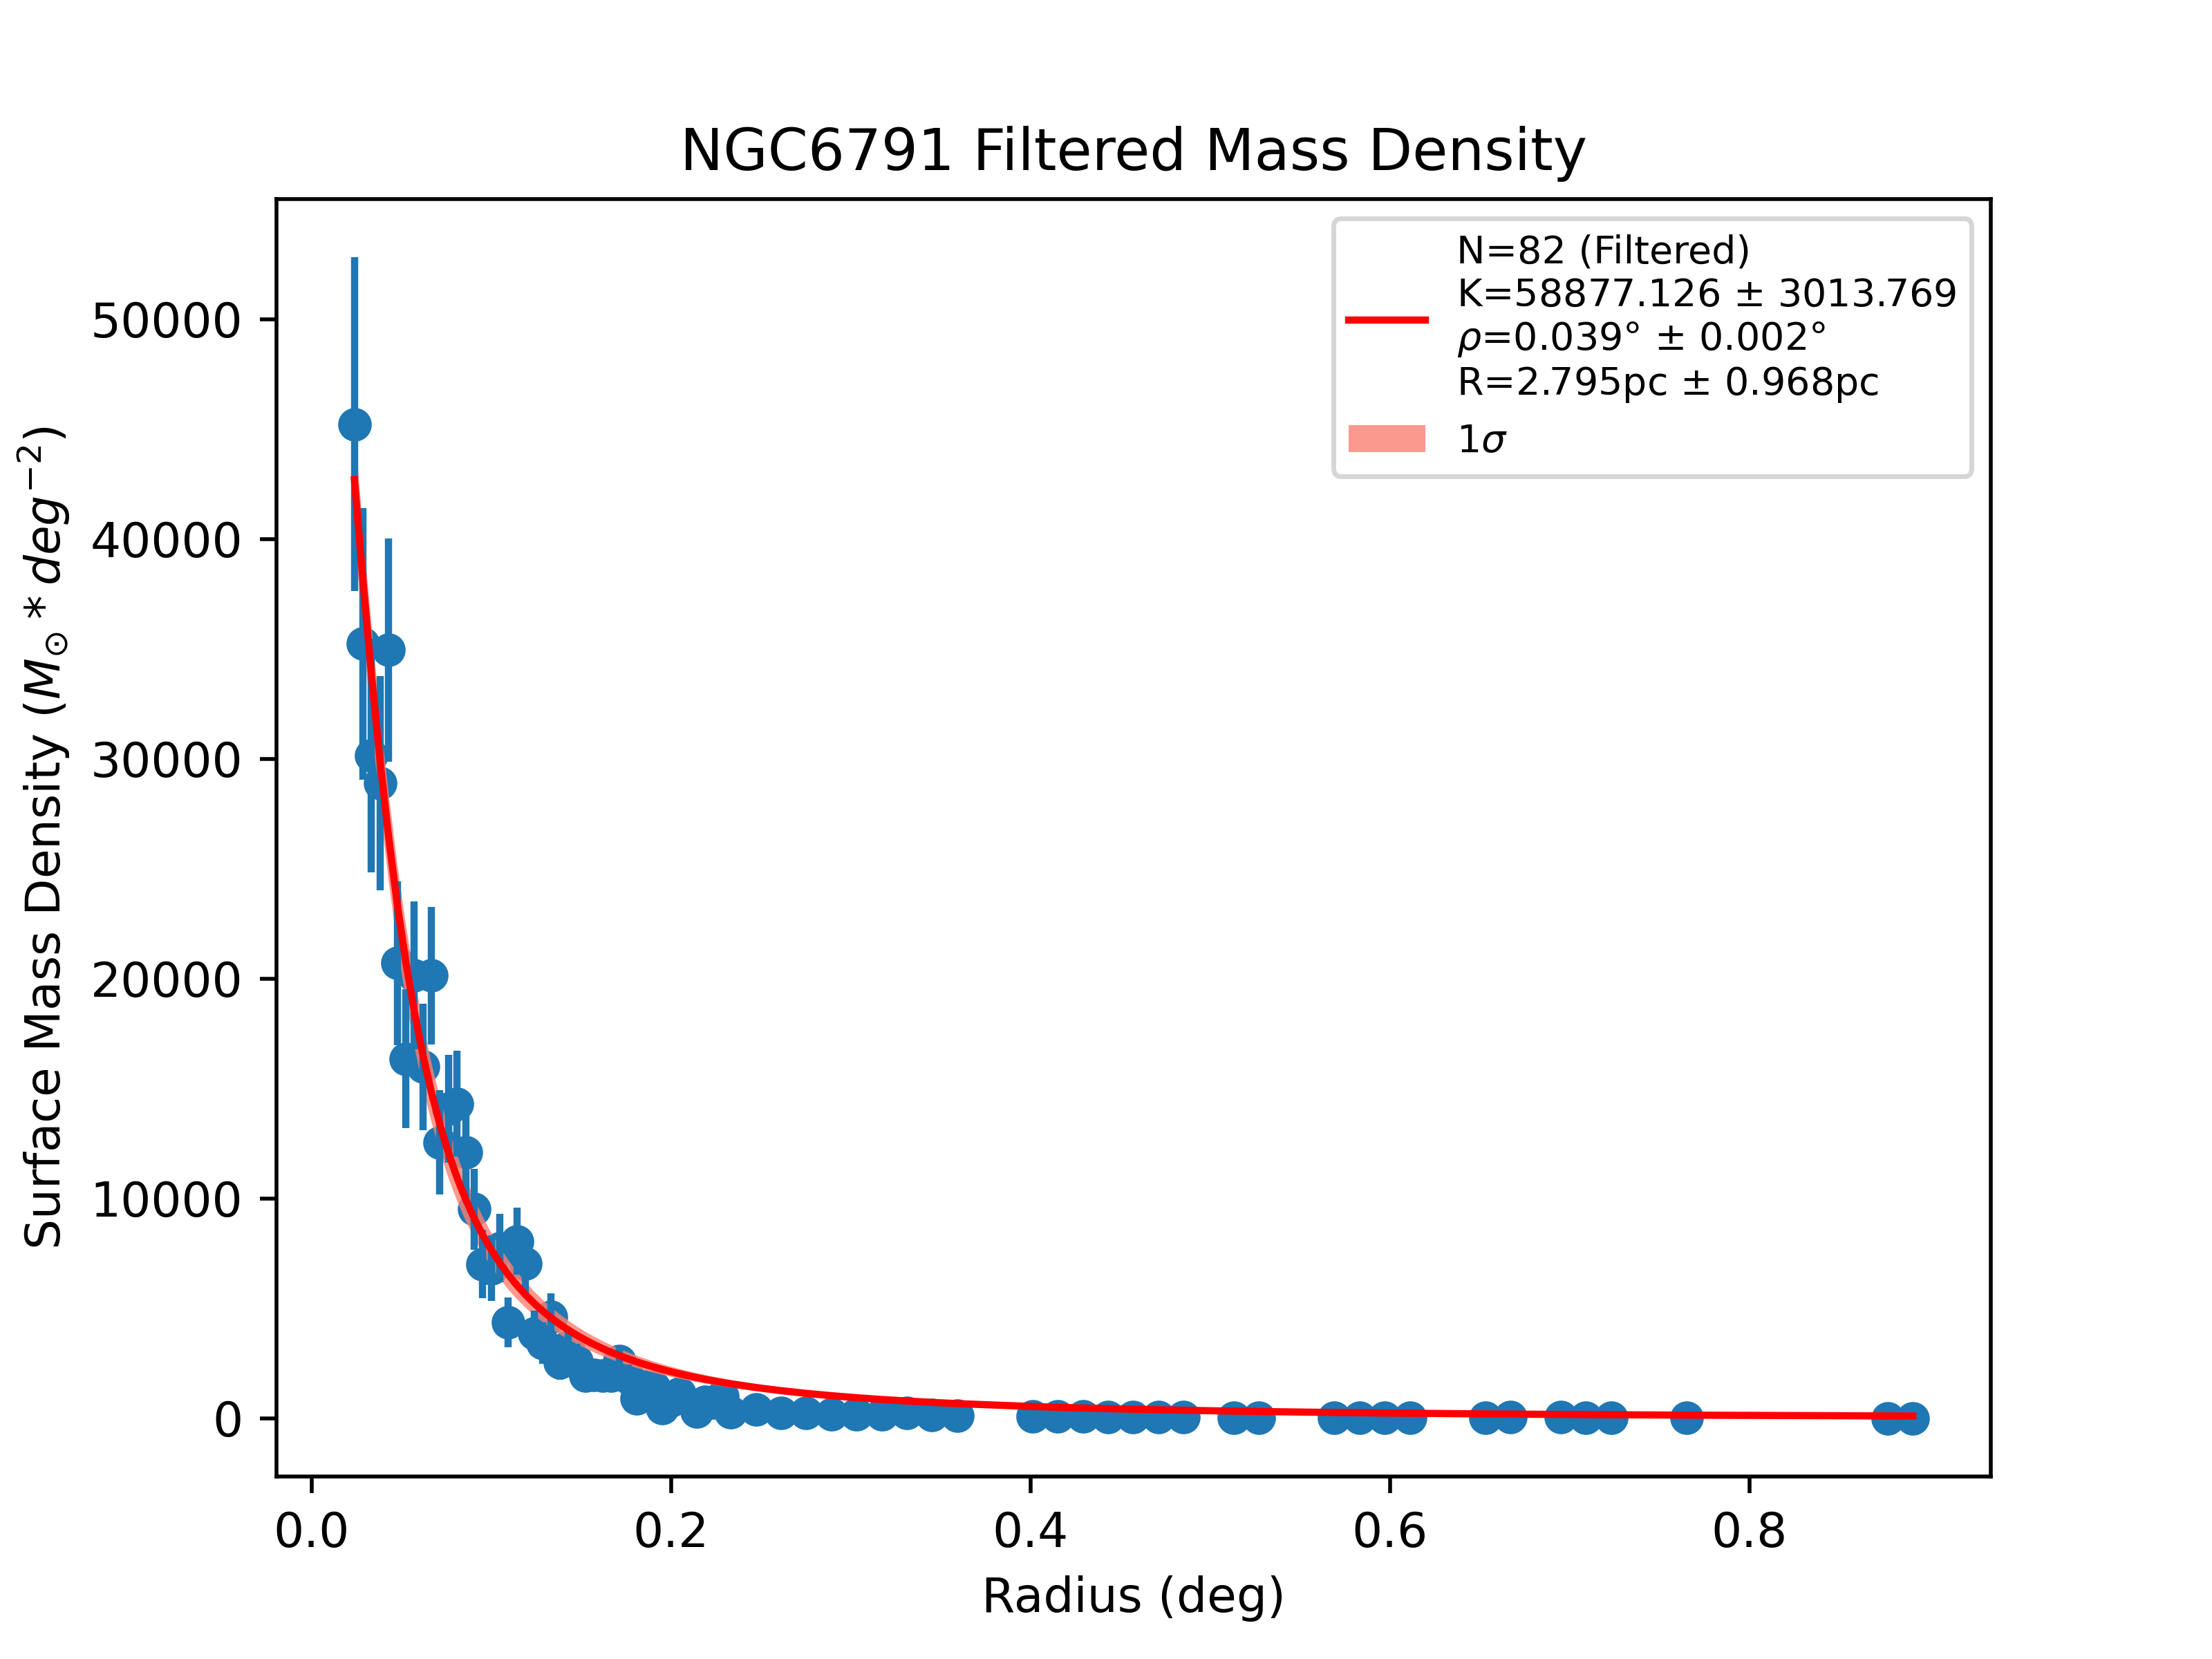 NGC6791 Filtered Mass Density
N=82 (Filtered)
K=58877.126 ± 3013.769
ρ=0.039° ± 0.002°
R=2.795pc ± 0.968pc
1σ
Surface Mass Density (M⊙ * deg⁻²)
50000
40000
30000
20000
10000
0
0.0 0.2 0.4 0.6 0.8
Radius (deg)